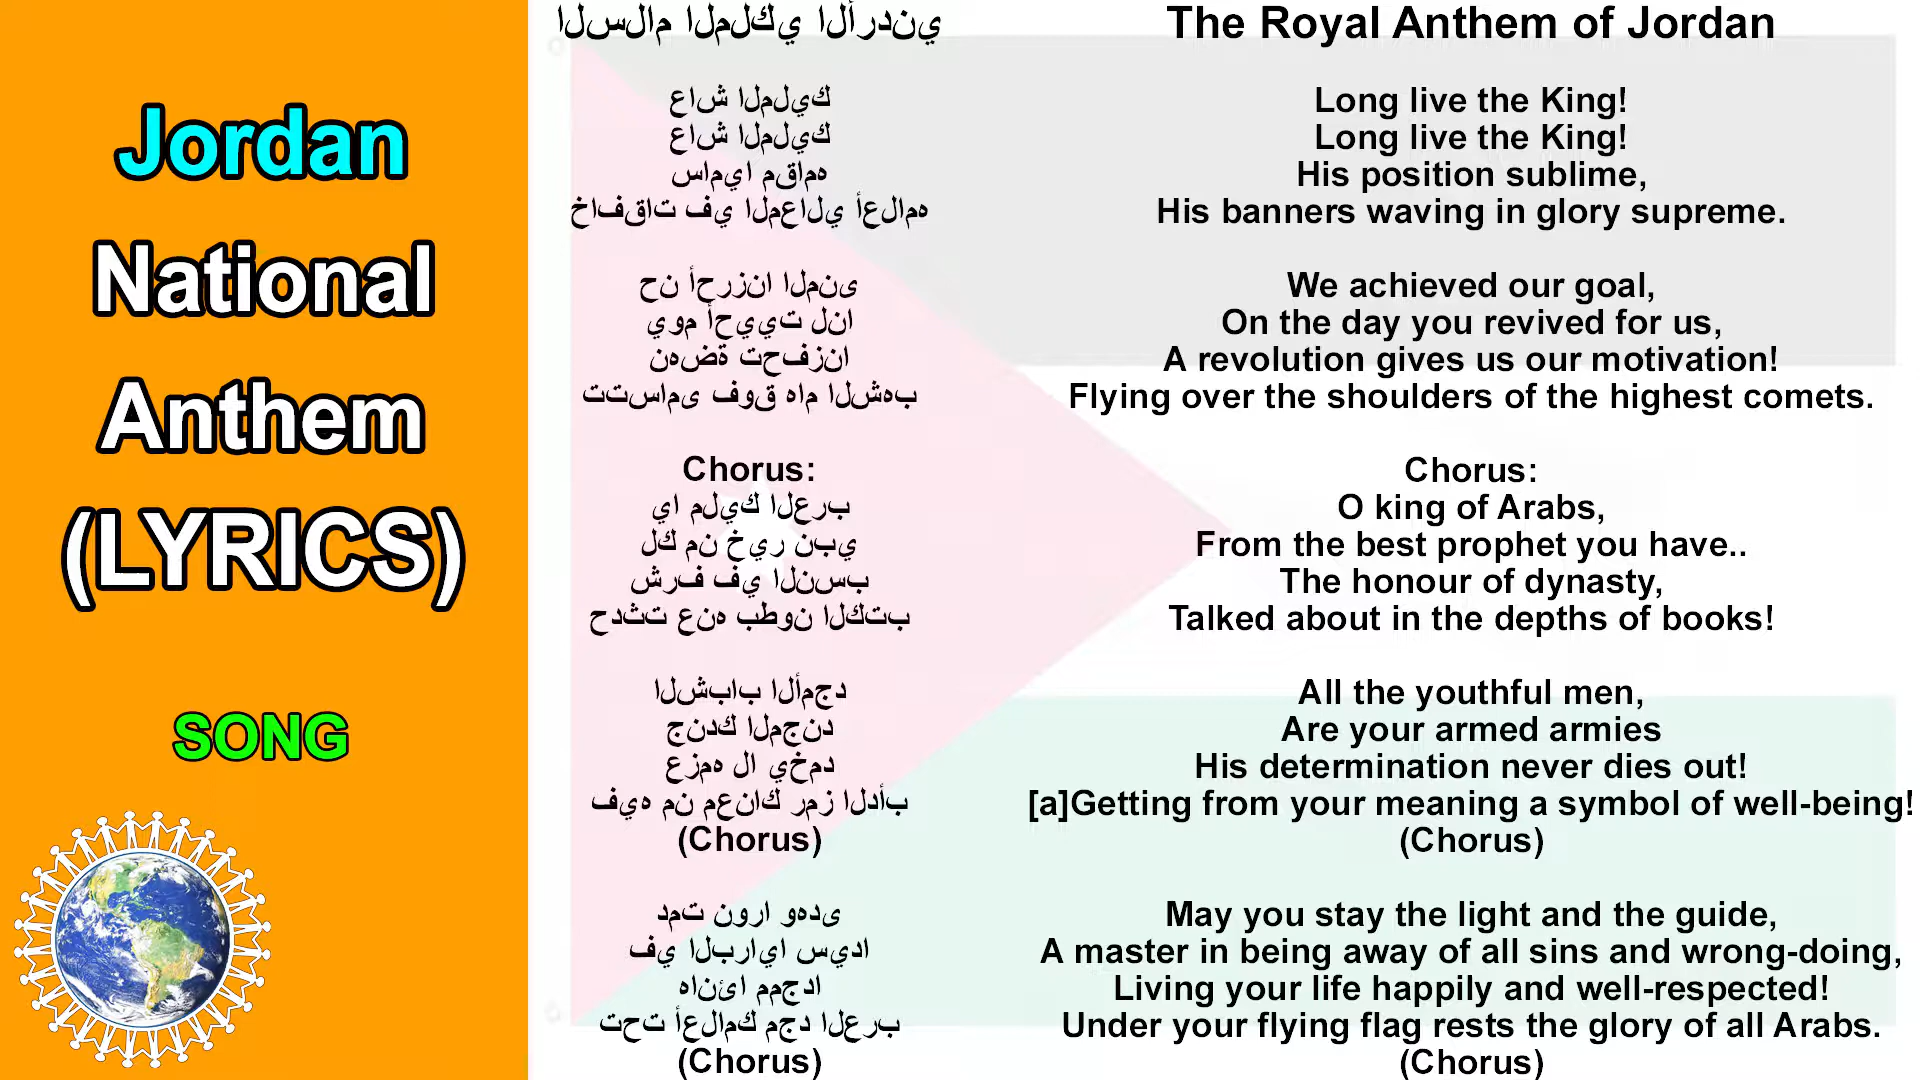 Jordan
National
Anthem
(LYRICS)
SONG
السلام الملكي الأردني
عاش المليك
عاش المليك
ساميا مقامه
خافقات في المعالي أعلامه
حن أحرزنا المنى
يوم أحييت لنا
نهضة تحفزنا
تتسامى فوق هام الشهب
Chorus:
يا مليك العرب
لك من خير نبي
شرف في النسب
حدثت عنه بطون الكتب
الشباب الأمجد
جندك المجند
عزمه لا يخمد
فيه من معناك رمز الدأب
(Chorus)
دمت نورا وهدى
في البرايا سيدا
هانئا ممجدا
تحت أعلامك مجد العرب
(Chorus)
The Royal Anthem of Jordan
Long live the King!
Long live the King!
His position sublime,
His banners waving in glory supreme.
We achieved our goal,
On the day you revived for us,
A revolution gives us our motivation!
Flying over the shoulders of the highest comets.
Chorus:
O king of Arabs,
From the best prophet you have..
The honour of dynasty,
Talked about in the depths of books!
All the youthful men,
Are your armed armies
His determination never dies out!
[a]Getting from your meaning a symbol of well-being!
(Chorus)
May you stay the light and the guide,
A master in being away of all sins and wrong-doing,
Living your life happily and well-respected!
Under your flying flag rests the glory of all Arabs.
(Chorus)